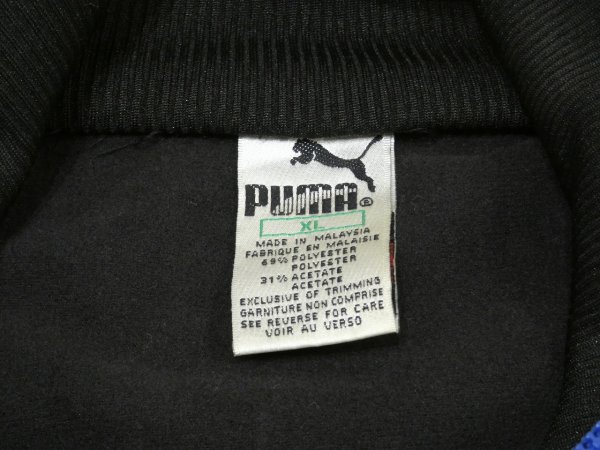 PUMA®
XL
MADE IN MALAYSIA
FABRIQUE EN MALAISIE
69% POLYESTER
POLYESTER
31% ACETATE
ACETATE
EXCLUSIVE OF TRIMMING
GARNITURE NON COMPRISE
SEE REVERSE FOR CARE
VOIR AU VERSO